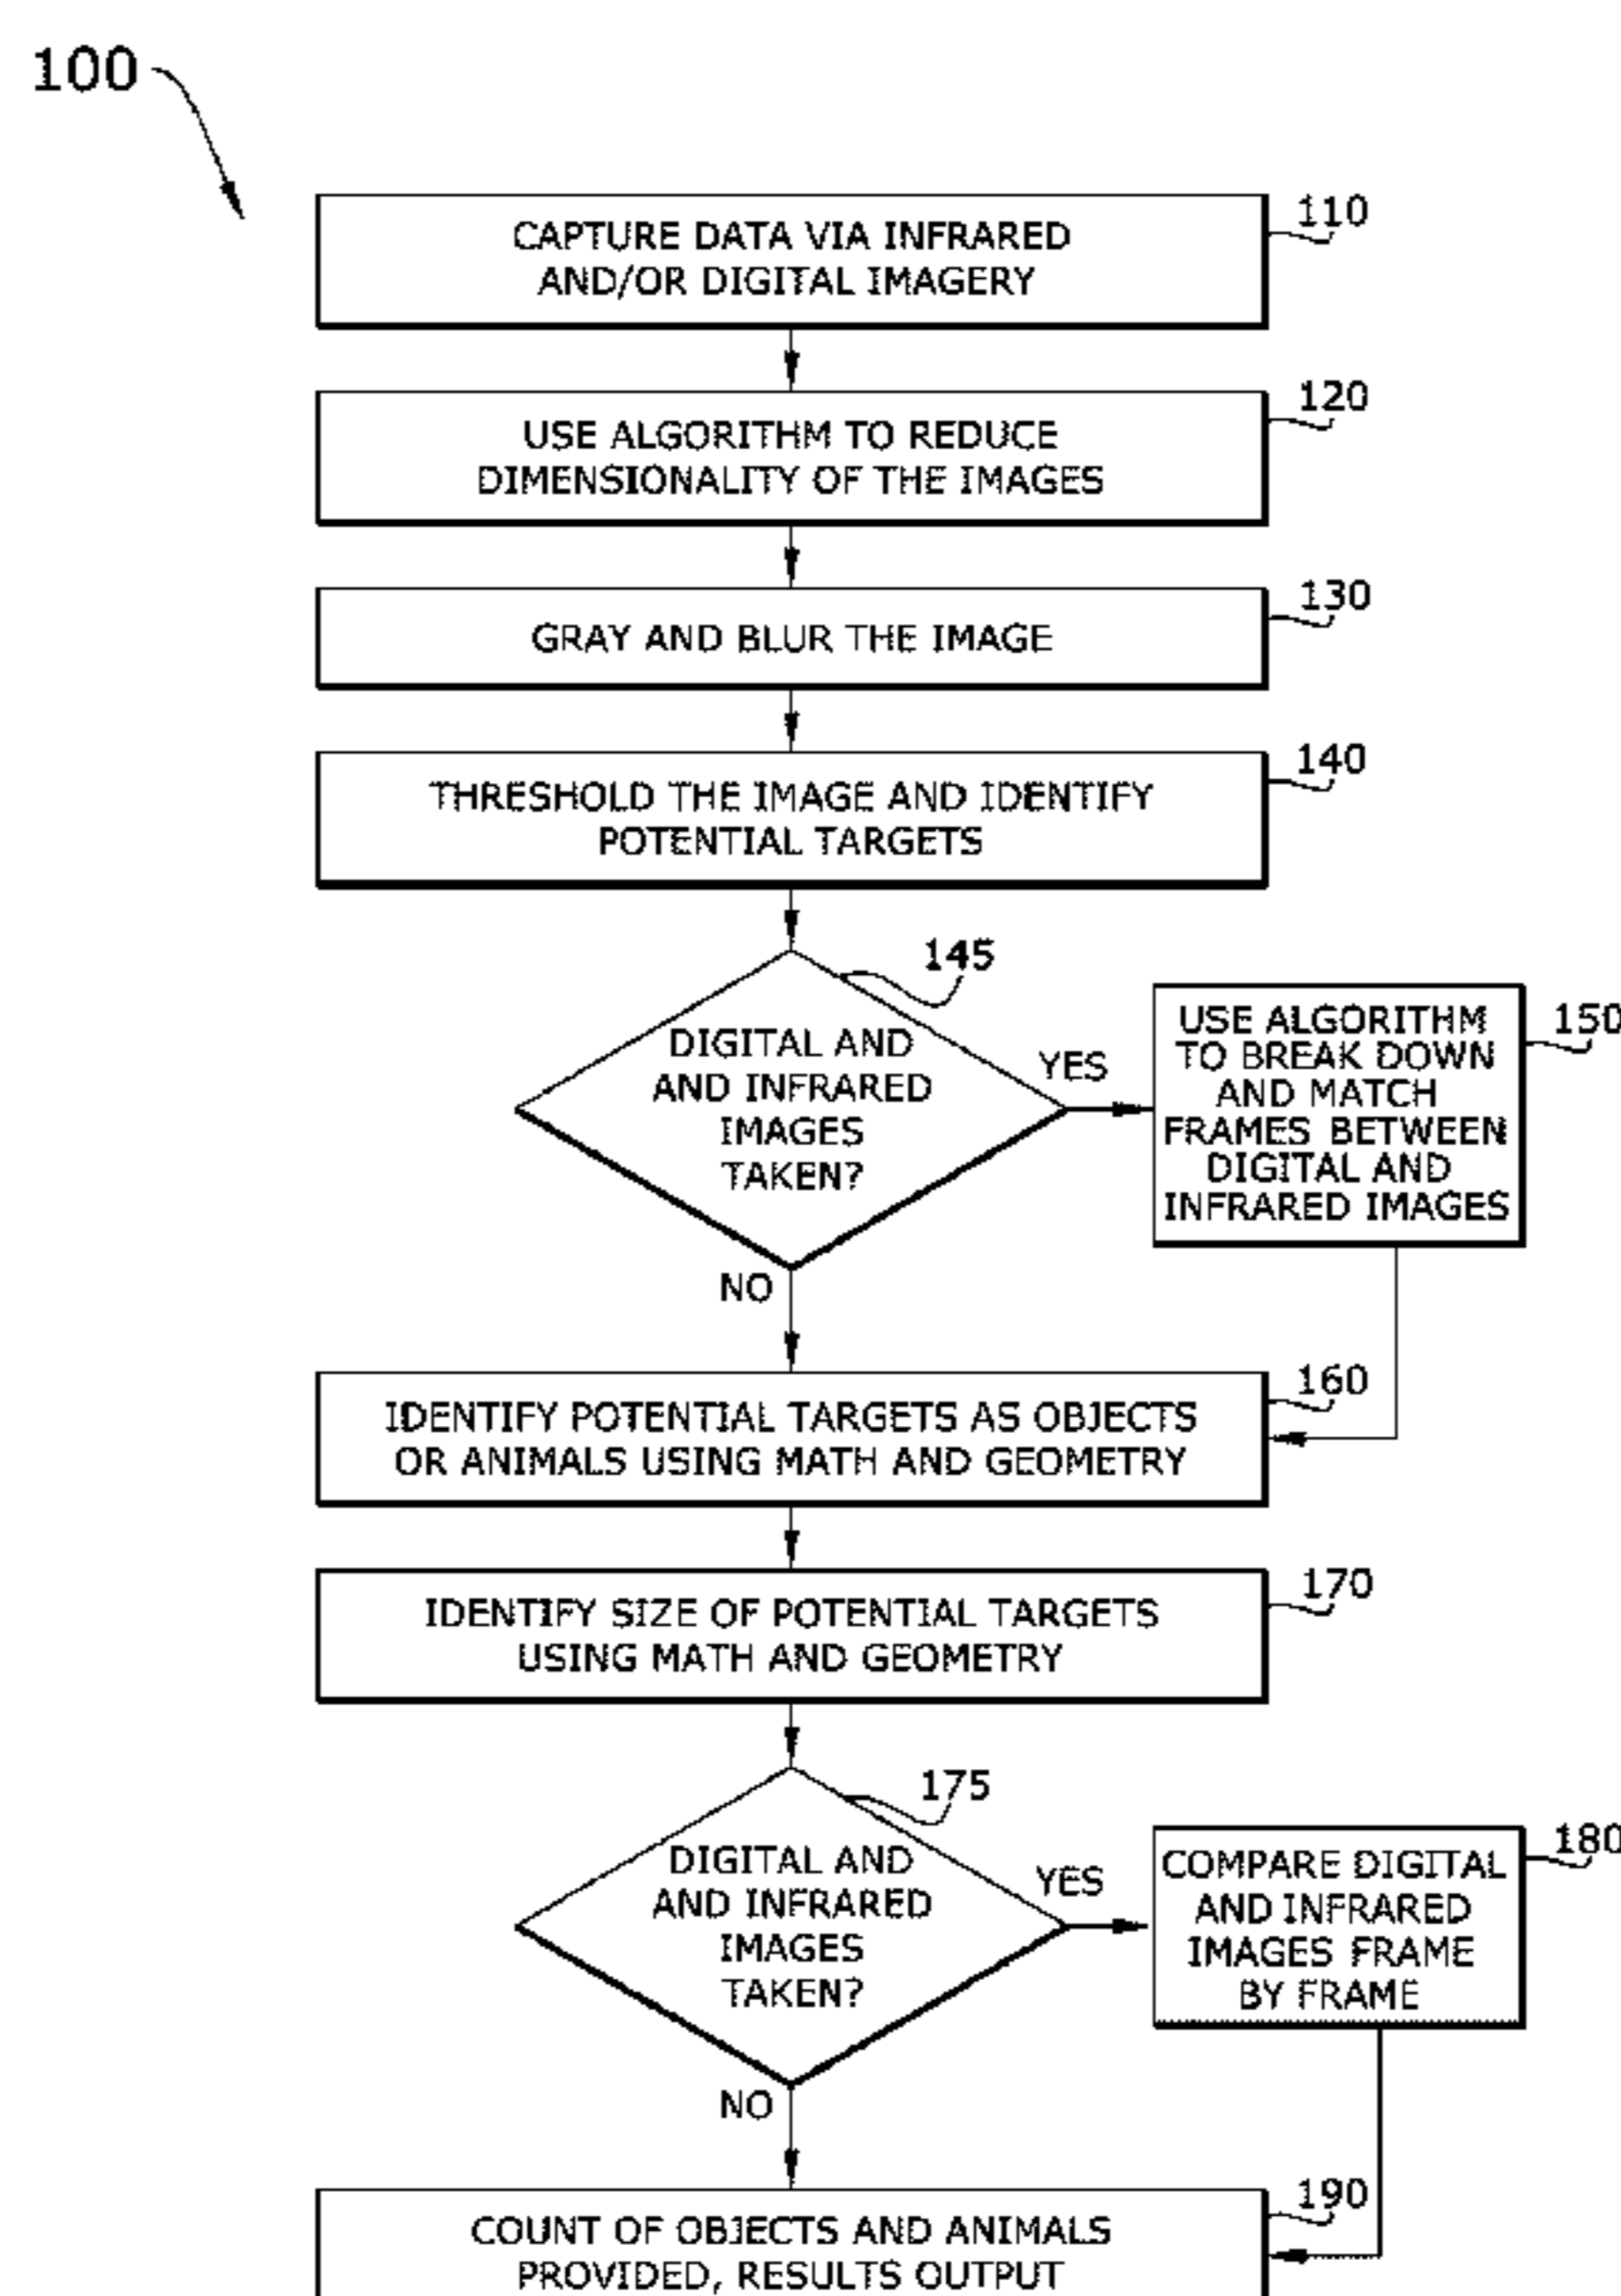 100
110
CAPTURE DATA VIA INFRARED
AND/OR DIGITAL IMAGERY
120
USE ALGORITHM TO REDUCE
DIMENSIONALITY OF THE IMAGES
130
GRAY AND BLUR THE IMAGE
140
THRESHOLD THE IMAGE AND IDENTIFY
POTENTIAL TARGETS
145
DIGITAL AND
AND INFRARED
IMAGES
TAKEN?
YES
150
USE ALGORITHM
TO BREAK DOWN
AND MATCH
FRAMES BETWEEN
DIGITAL AND
INFRARED IMAGES
NO
160
IDENTIFY POTENTIAL TARGETS AS OBJECTS
OR ANIMALS USING MATH AND GEOMETRY
170
IDENTIFY SIZE OF POTENTIAL TARGETS
USING MATH AND GEOMETRY
175
DIGITAL AND
AND INFRARED
IMAGES
TAKEN?
YES
180
COMPARE DIGITAL
AND INFRARED
IMAGES FRAME
BY FRAME
NO
190
COUNT OF OBJECTS AND ANIMALS
PROVIDED, RESULTS OUTPUT